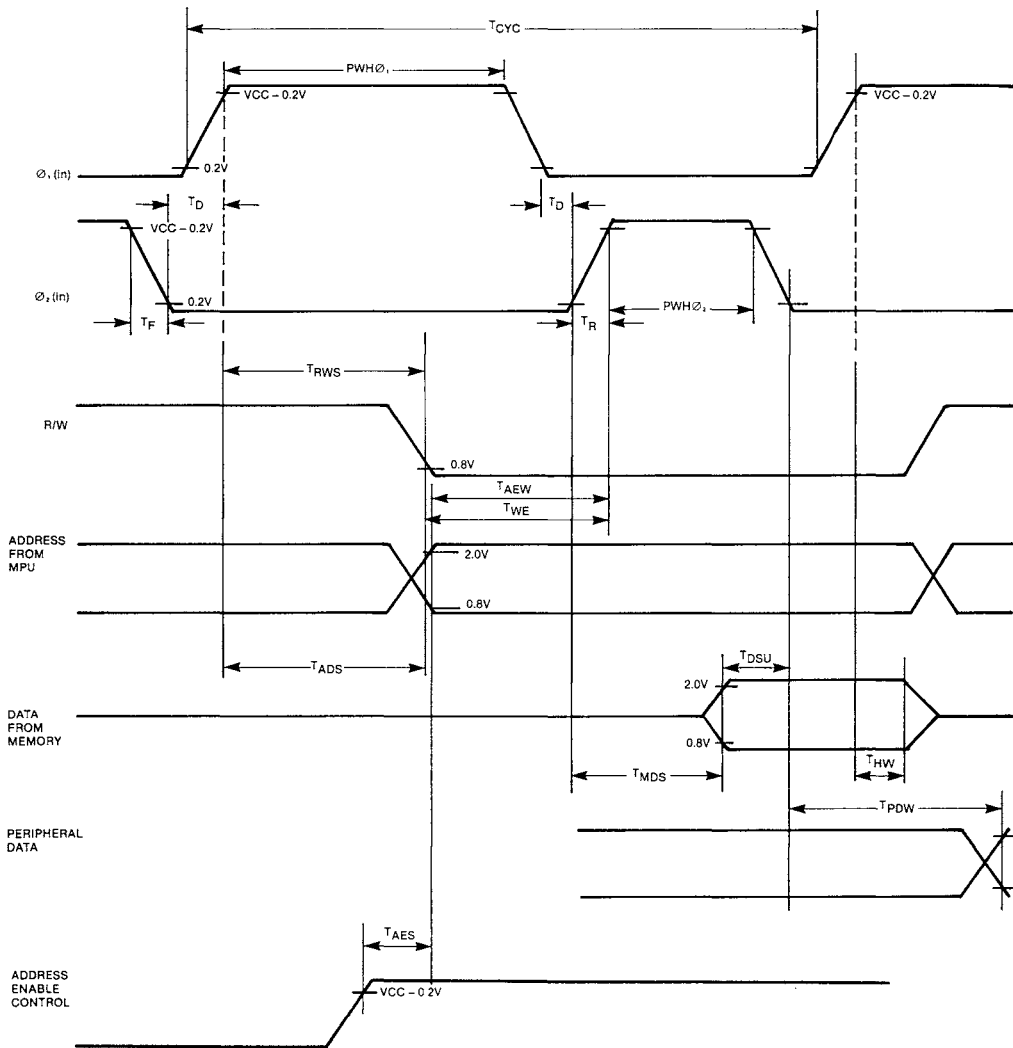 TCYC
PWHØ₁
VCC – 0.2V
VCC – 0.2V
Ø₁ (in)
0.2V
TD
TD
VCC – 0.2V
Ø₂ (in)
0.2V
TF
TR
PWHØ₂
TRWS
R/W
0.8V
TAEW
TWE
ADDRESS
FROM
MPU
2.0V
0.8V
TADS
TDSU
2.0V
DATA
FROM
MEMORY
0.8V
TMDS
THW
TPDW
PERIPHERAL
DATA
TAES
ADDRESS
ENABLE
CONTROL
VCC – 0 2V